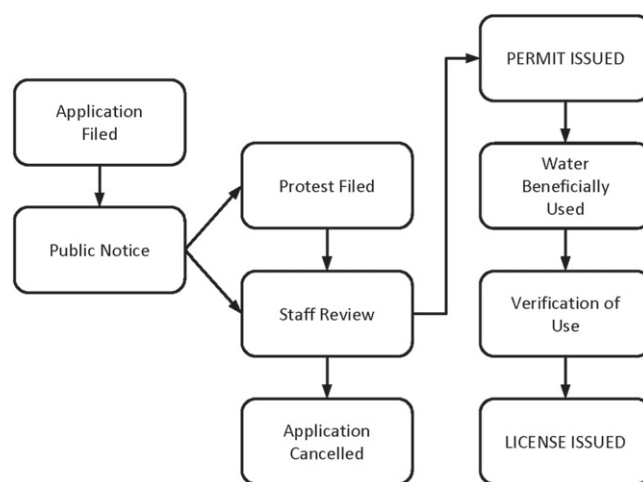 Application
Filed
Public Notice
Protest Filed
Staff Review
Application
Cancelled
PERMIT ISSUED
Water
Beneficially
Used
Verification of
Use
LICENSE ISSUED